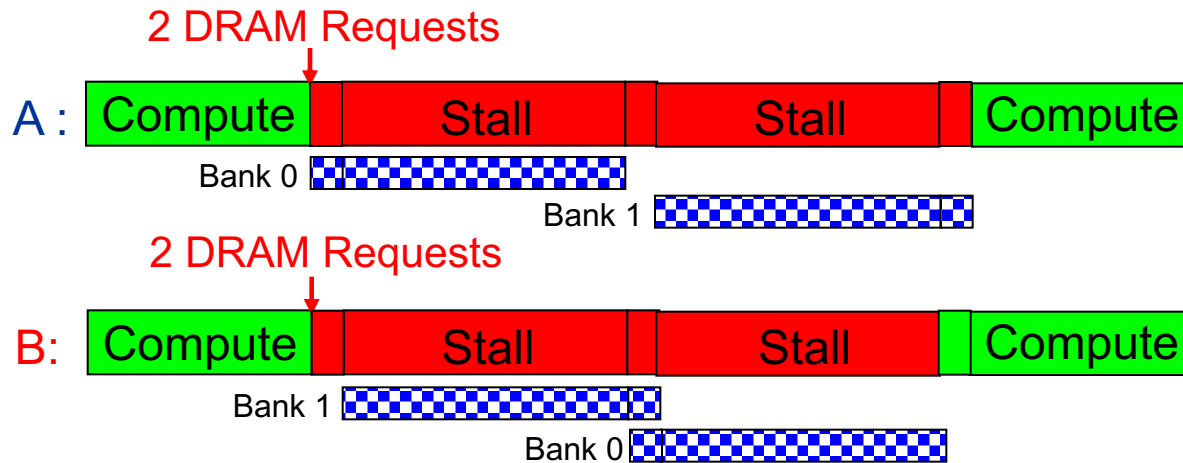 2 DRAM Requests
A : Compute Stall Stall Compute
Bank 0
Bank 1
2 DRAM Requests
B: Compute Stall Stall Compute
Bank 1
Bank 0